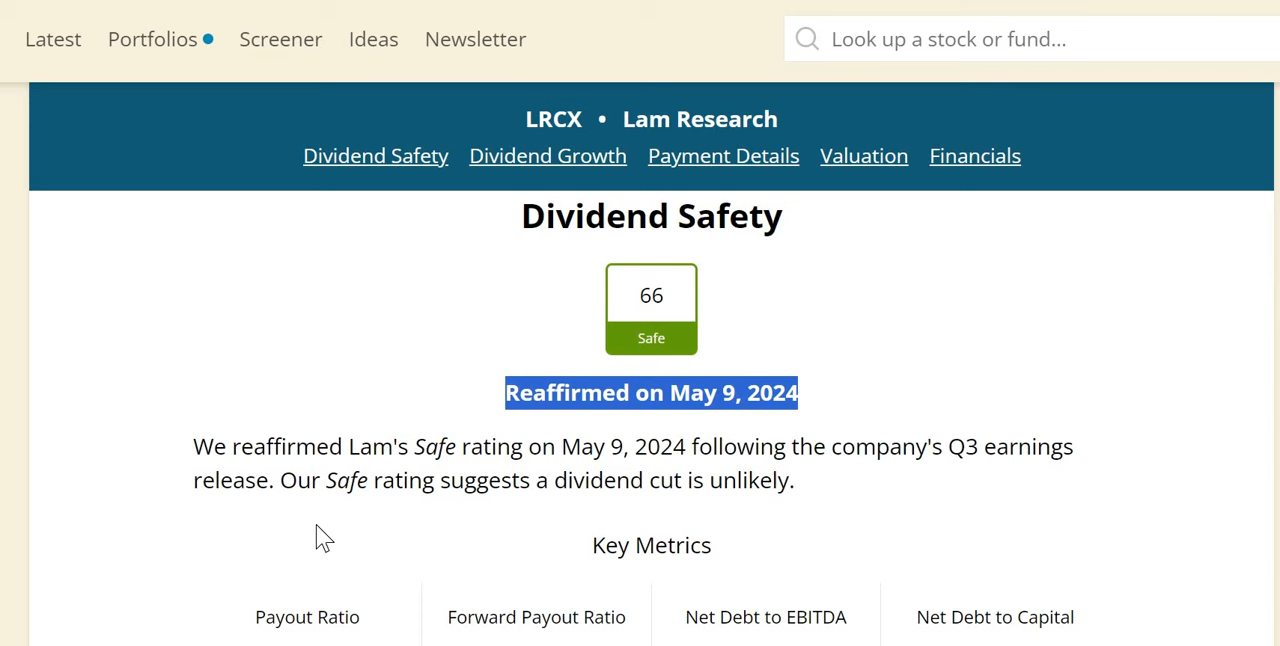 Latest Portfolios Screener Ideas Newsletter Look up a stock or fund...
LRCX • Lam Research
Dividend Safety Dividend Growth Payment Details Valuation Financials
Dividend Safety
66
Safe
Reaffirmed on May 9, 2024
We reaffirmed Lam's Safe rating on May 9, 2024 following the company's Q3 earnings
release. Our Safe rating suggests a dividend cut is unlikely.
Key Metrics
Payout Ratio Forward Payout Ratio Net Debt to EBITDA Net Debt to Capital